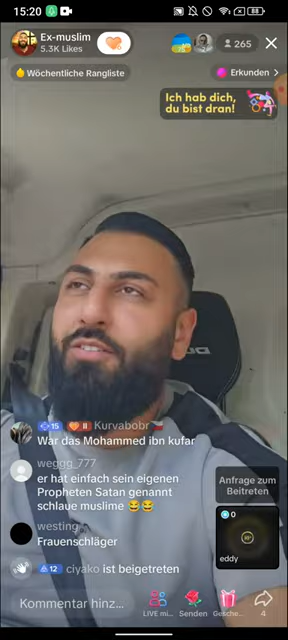 15:20
88
Ex-muslim
5.3K Likes
265
Wöchentliche Rangliste
Erkunden
Ich hab dich,
du bist dran!
15 II Kurvabobr
War das Mohammed ibn kufar
weggg_777
er hat einfach sein eigenen
Propheten Satan genannt
schlaue muslime
Anfrage zum
Beitreten
0
westing
Frauenschläger
eddy
12 ciyako ist beigetreten
Kommentar hinz...
LIVE mi...
Senden
Gesche...
4